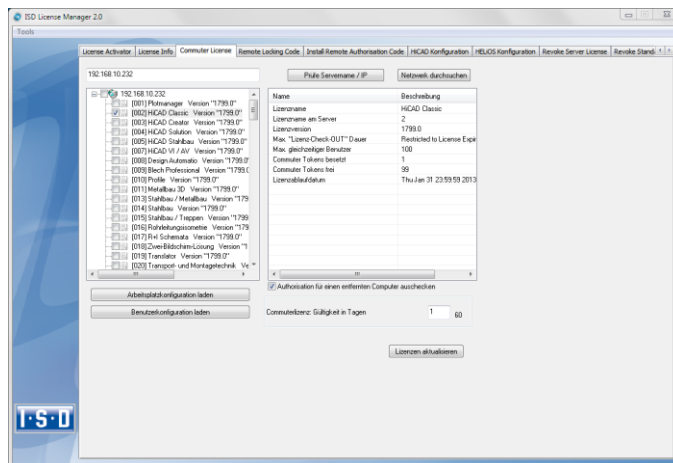 ISD License Manager 2.0
Tools
License Activator License Info Commuter License Remote Locking Code Install Remote Authorisation Code HiCAD Konfiguration HELiOS Konfiguration Revoke Server License Revoke Stand
192.168.10.232 Prüfe Servername / IP Netzwerk durchsuchen
192.168.10.232
[001] Plotmanager Version "1799.0"
[002] HiCAD Classic Version "1799.0"
[003] HiCAD Creator Version "1799.0"
[004] HiCAD Solution Version "1799.0"
[005] HiCAD Stahlbau Version "1799.0"
[007] HiCAD VI / AV Version "1799.0"
[008] Design Automatio Version "1799.0"
[009] Blech Professional Version "1799.0
[010] Profile Version "1799.0"
[011] Metallbau 3D Version "1799.0"
[013] Stahlbau / Metallbau Version "179
[014] Stahlbau Version "1799.0"
[015] Stahlbau / Treppen Version "1799
[016] Rohrleitungsisometrie Version "179
[017] R+I Schemata Version "1799.0"
[018] Zwei-Bildschirm-Lösung Version "1
[019] Translator Version "1799.0"
[020] Transport- und Montagetechnik Ve
Name Beschreibung
Lizenzname HiCAD Classic
Lizenzname am Server 2
Lizenzversion 1799.0
Max. "Lizenz-Check-OUT" Dauer Restricted to License Expir
Max. gleichzeitiger Benutzer 100
Commuter Tokens besetzt 1
Commuter Tokens frei 99
Lizenzablaufdatum Thu Jan 31 23:59:59 2013
Arbeitsplatzkonfiguration laden
Benutzerkonfiguration laden
Authorisation für einen entfernten Computer auschecken
Commuterlizenz: Gültigkeit in Tagen 1 60
Lizenzen aktualisieren
I·S·D